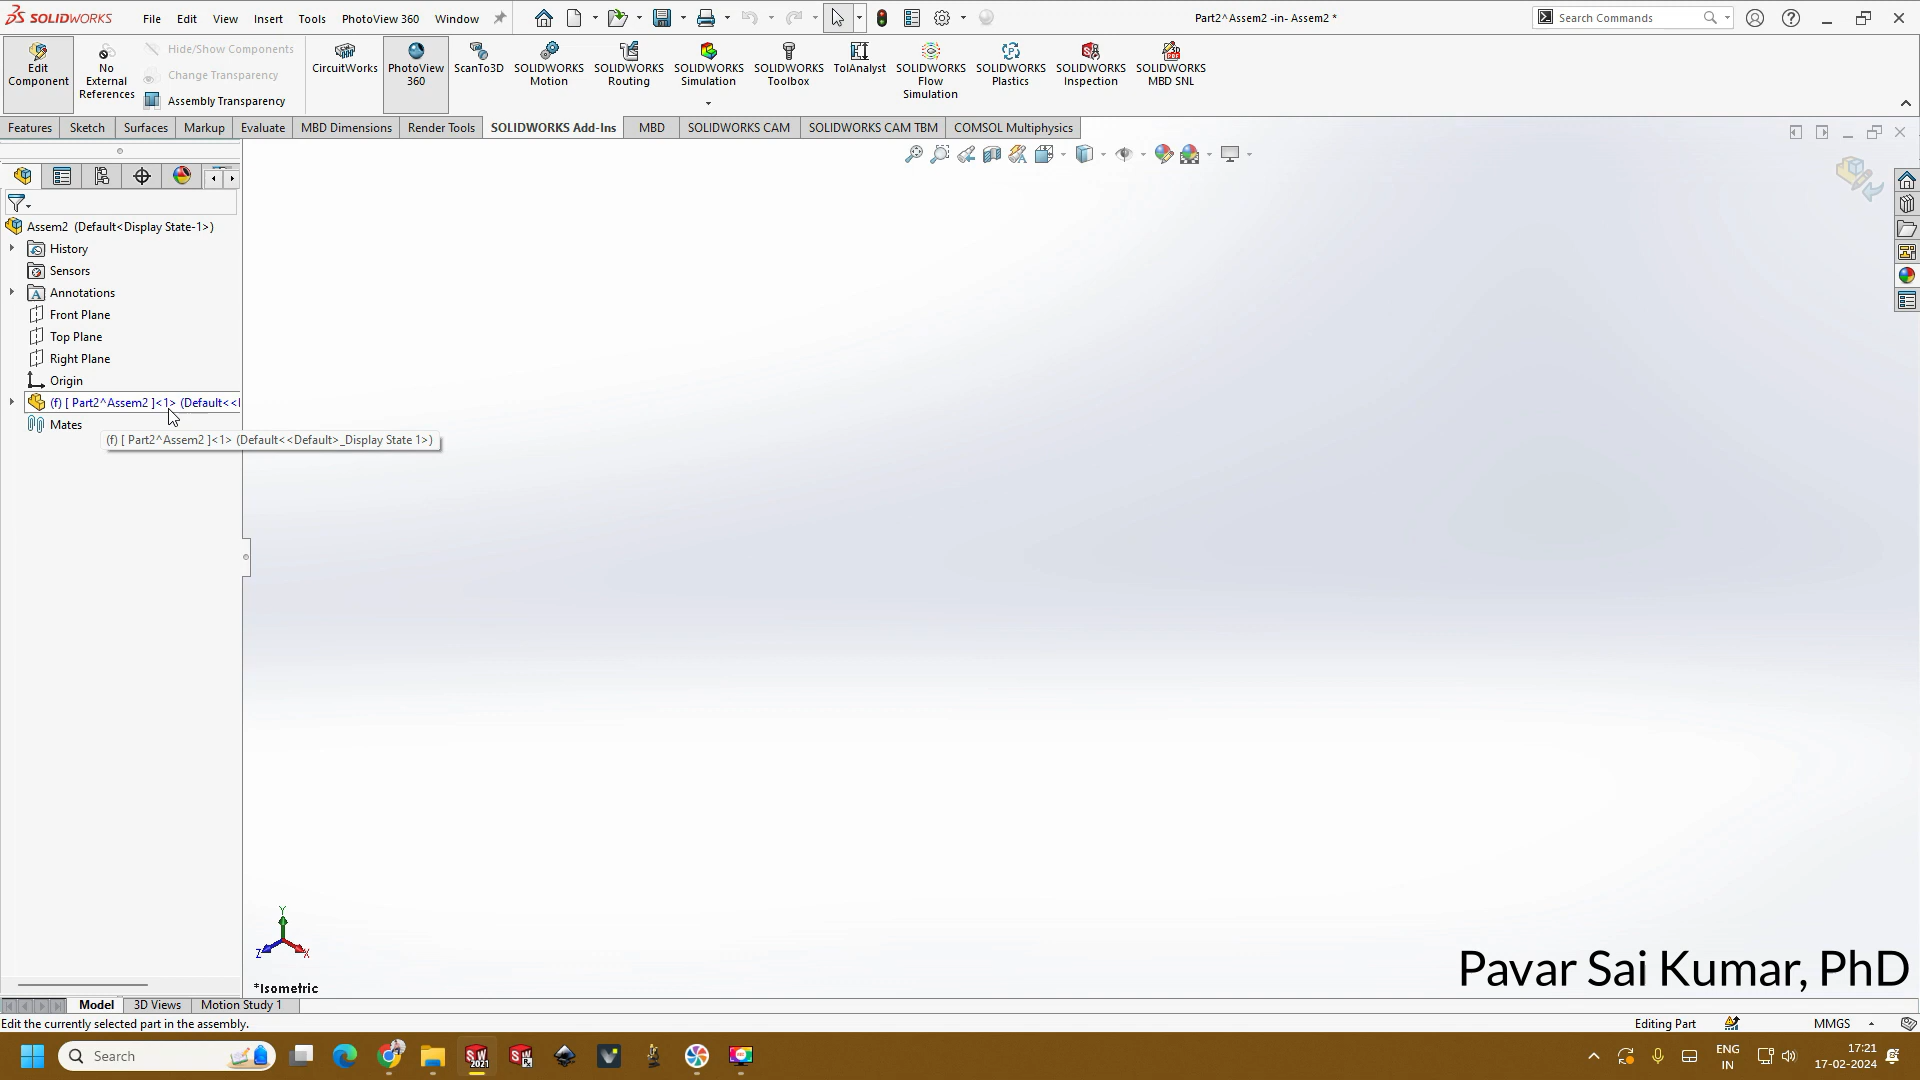 SOLIDWORKS File Edit View Insert Tools PhotoView 360 Window Part2^Assem2 -in- Assem2 * Search Commands
Edit Component
No External References
Hide/Show Components
Change Transparency
Assembly Transparency
CircuitWorks
PhotoView 360
ScanTo3D
SOLIDWORKS Motion
SOLIDWORKS Routing
SOLIDWORKS Simulation
SOLIDWORKS Toolbox
TolAnalyst
SOLIDWORKS Flow Simulation
SOLIDWORKS Plastics
SOLIDWORKS Inspection
SOLIDWORKS MBD SNL
Features Sketch Surfaces Markup Evaluate MBD Dimensions Render Tools SOLIDWORKS Add-Ins MBD SOLIDWORKS CAM SOLIDWORKS CAM TBM COMSOL Multiphysics
Assem2 (Default<Display State-1>)
History
Sensors
Annotations
Front Plane
Top Plane
Right Plane
Origin
(f) [ Part2^Assem2 ]<1> (Default<<
Mates
(f) [ Part2^Assem2 ]<1> (Default<<Default>_Display State 1>)
Y
Z X
*Isometric
Pavar Sai Kumar, PhD
Model 3D Views Motion Study 1
Edit the currently selected part in the assembly. Editing Part MMGS
Search
ENG
IN
17:21
17-02-2024